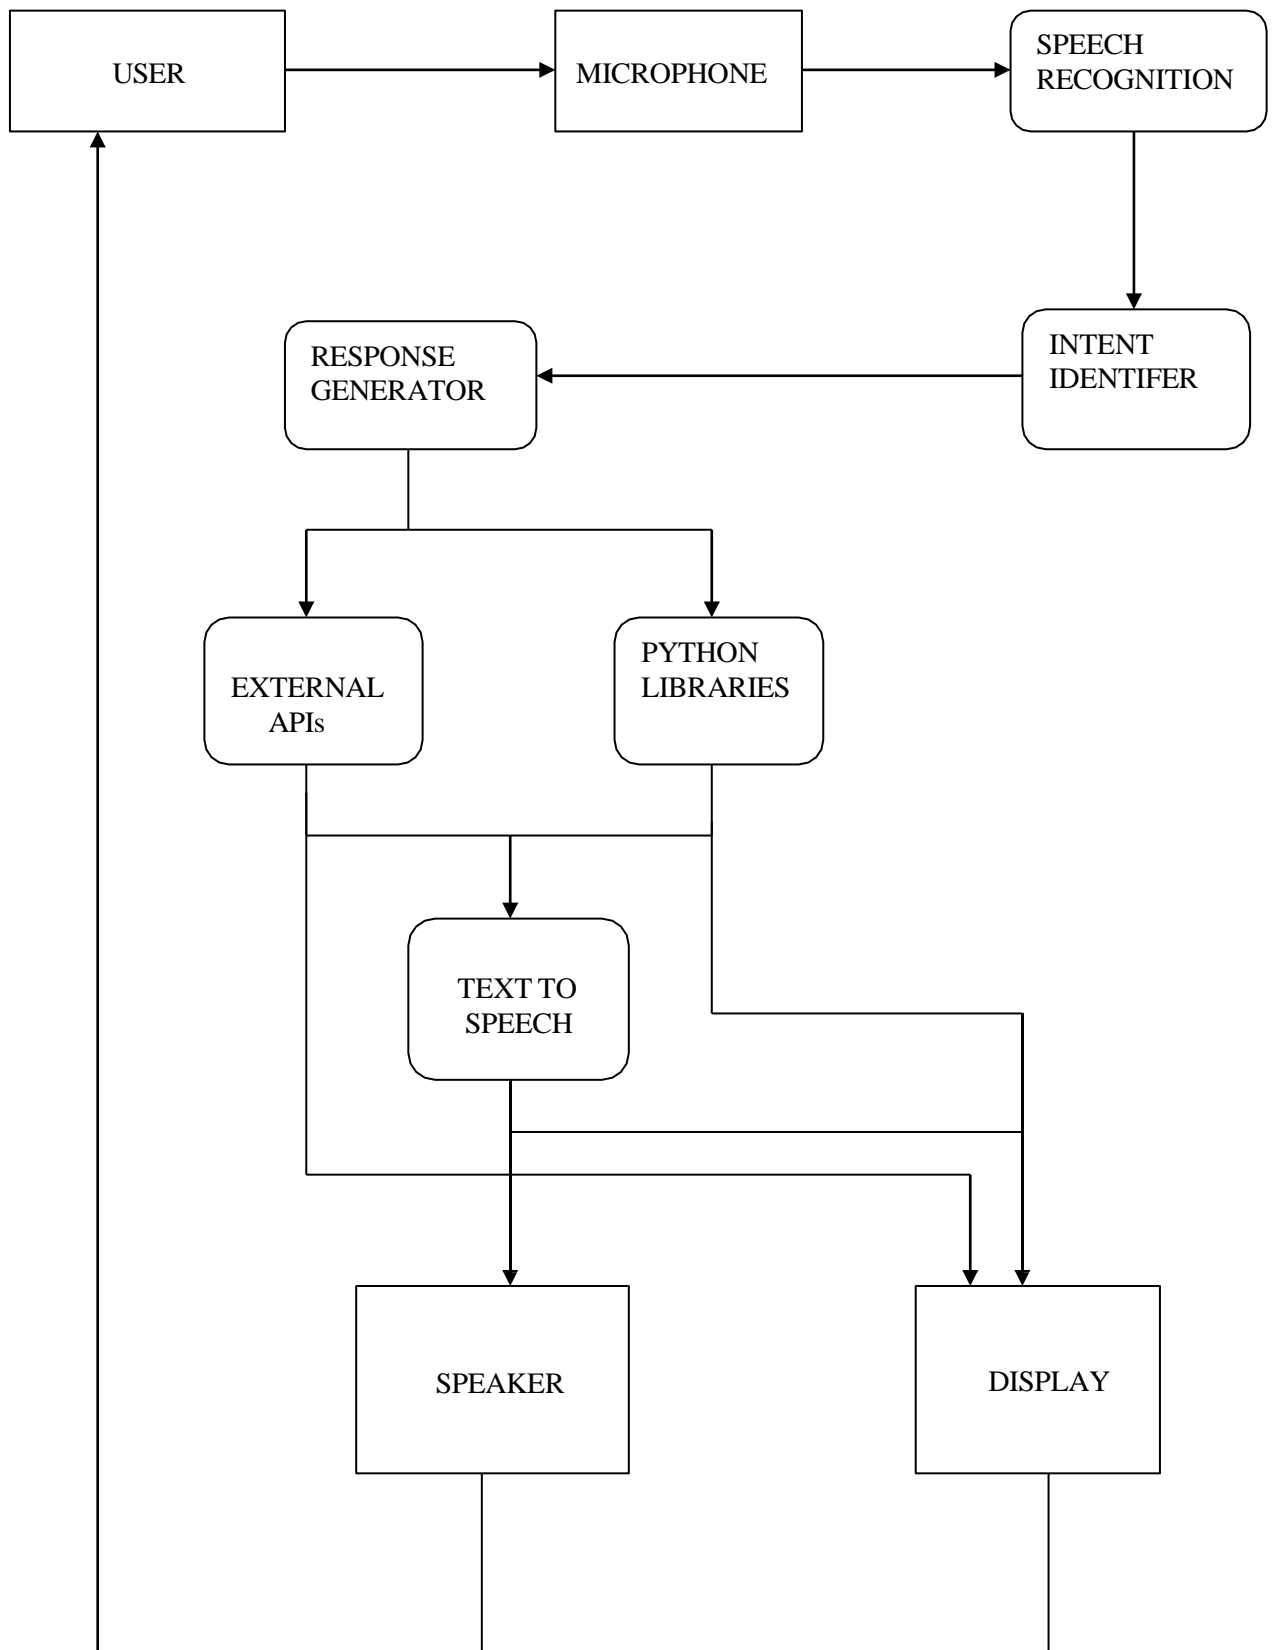 USER
MICROPHONE
SPEECH
RECOGNITION
RESPONSE
GENERATOR
INTENT
IDENTIFER
EXTERNAL
APIs
PYTHON
LIBRARIES
TEXT TO
SPEECH
SPEAKER
DISPLAY